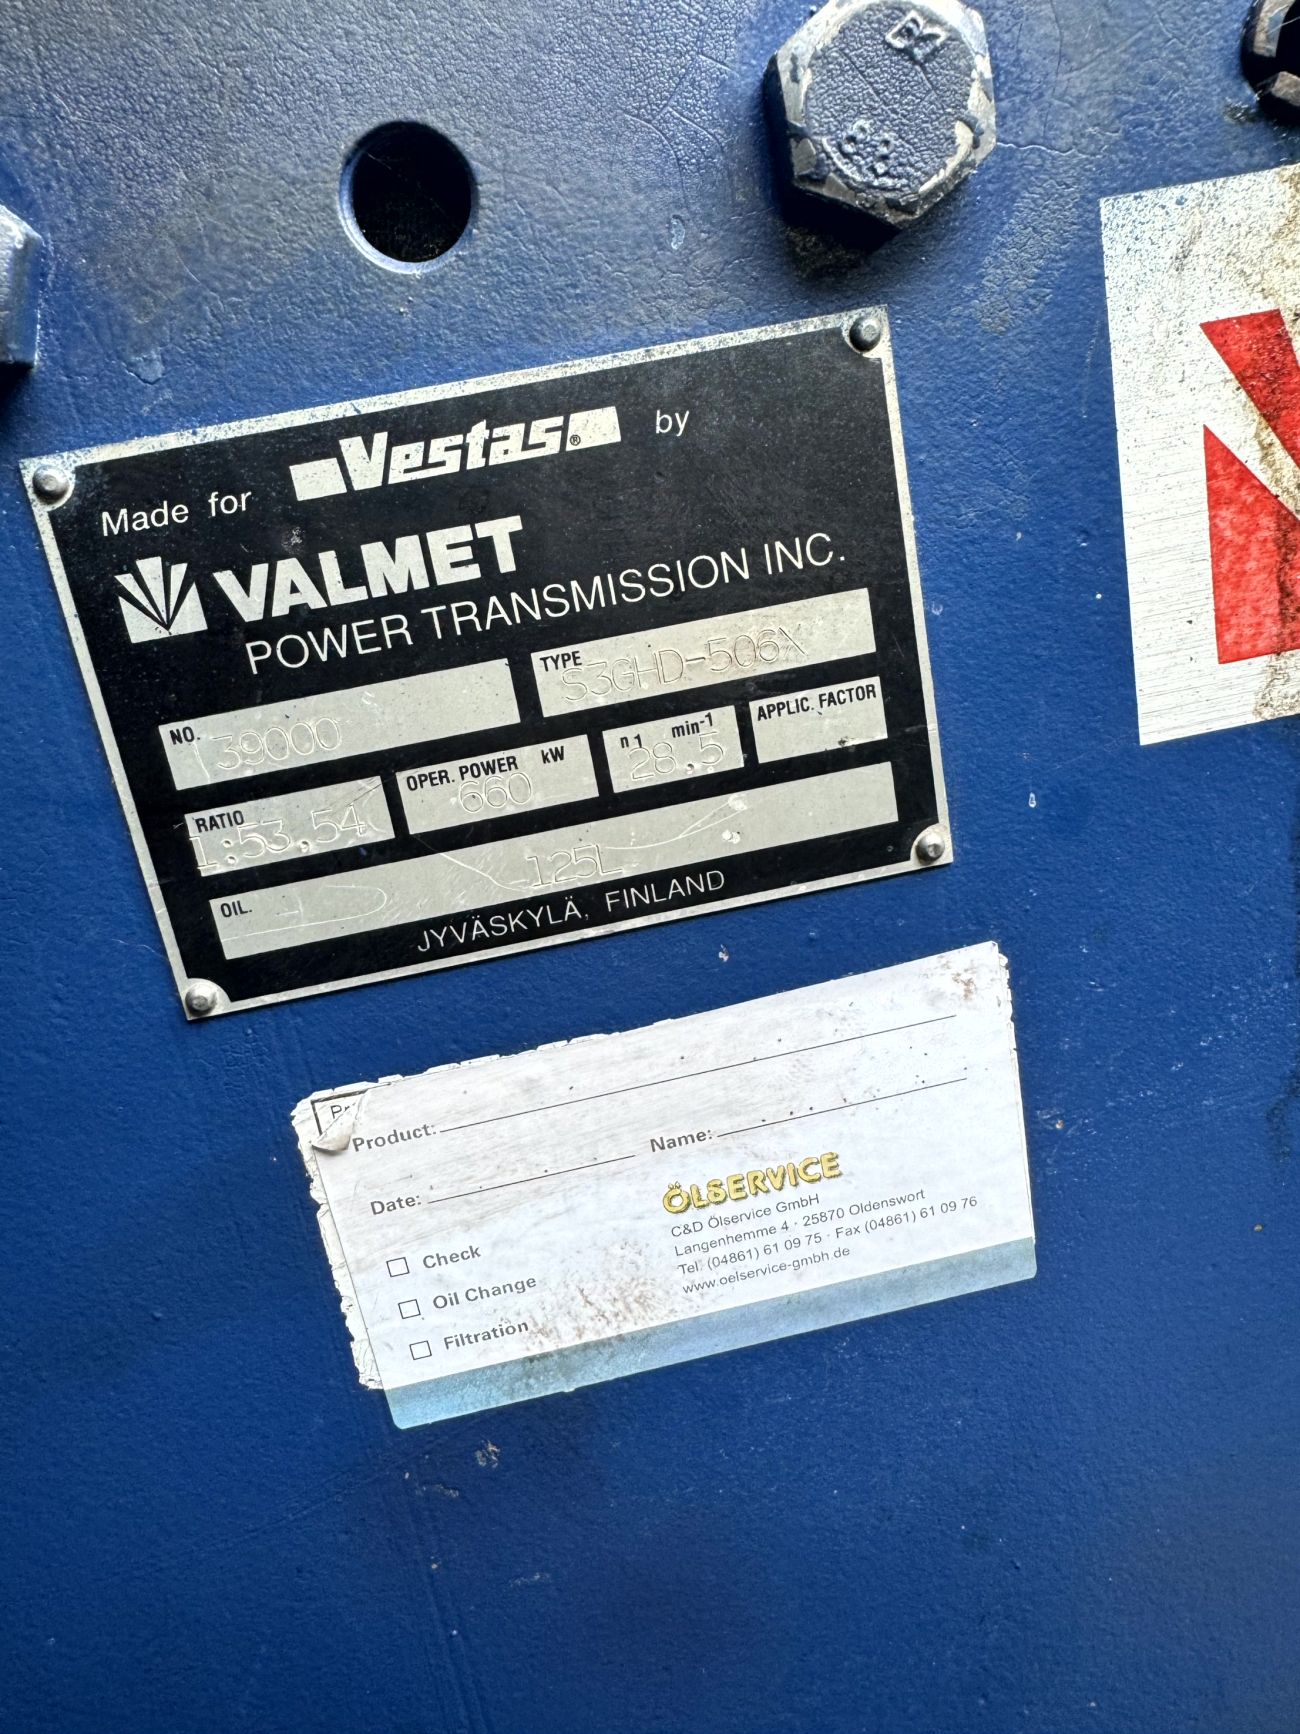 88
Made for Vestas® by
VALMET
POWER TRANSMISSION INC.
NO. 139000
TYPE S3GHD-506X
RATIO 1:53.54
OPER. POWER kW 660
n1 min-1 28.5
APPLIC. FACTOR
OIL. 125L
JYVÄSKYLÄ, FINLAND
Product:
Name:
Date:
Check
Oil Change
Filtration
ÖLSERVICE
C&D Ölservice GmbH
Langenhemme 4 · 25870 Oldenswort
Tel. (04861) 61 09 75 · Fax (04861) 61 09 76
www.oelservice-gmbh.de